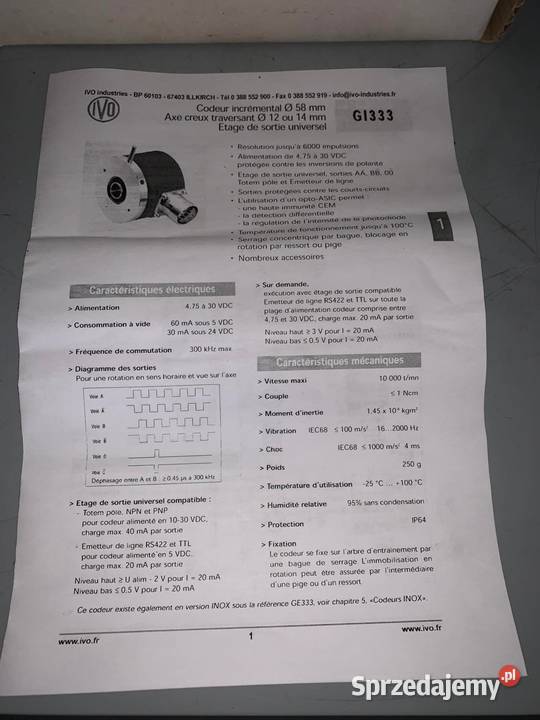 IVO Industries - BP 60103 - 67403 ILLKIRCH - Tél 0 388 552 900 - Fax 0 388 552 919 - info@ivo-industries.fr
IVO
Codeur incrémental Ø 58 mm
Axe creux traversant Ø 12 ou 14 mm
Etage de sortie universel
GI333
• Résolution jusqu'à 6000 impulsions
• Alimentation de 4,75 à 30 VDC
protégée contre les inversions de polarité
• Etage de sortie universel, sorties AA, BB, 00
Totem pôle et Emetteur de ligne
• Sorties protégées contre les courts-circuits
• L'utilisation d'un opto-ASIC permet :
- une haute immunité CEM
- la détection différentielle
- la régulation de l'intensité de la photodiode
• Température de fonctionnement jusqu'à 100°C
• Serrage concentrique par bague, blocage en
rotation par ressort ou pige
• Nombreux accessoires
1
Caractéristiques électriques
> Alimentation 4.75 à 30 VDC
> Consommation à vide 60 mA sous 5 VDC
30 mA sous 24 VDC
> Fréquence de commutation 300 kHz max
> Diagramme des sorties
Pour une rotation en sens horaire et vue sur l'axe
Voie A
Voie A̅
Voie B
Voie B̅
Voie 0
Voie
Déphasage entre A et B : ≥ 0.45 µs à 300 kHz
> Etage de sortie universel compatible :
- Totem pôle, NPN et PNP
pour codeur alimenté en 10-30 VDC,
charge max. 40 mA par sortie
- Emetteur de ligne RS422 et TTL
pour codeur alimenté en 5 VDC,
charge max. 20 mA par sortie
Niveau haut ≥ U alim - 2 V pour I = 20 mA
Niveau bas ≤ 0.5 V pour I = 20 mA
> Sur demande,
exécution avec étage de sortie compatible
Emetteur de ligne RS422 et TTL sur toute la
plage d'alimentation codeur comprise entre
4,75 et 30 VDC, charge max. 20 mA par sortie
Niveau haut ≥ 3 V pour I = 20 mA
Niveau bas ≤ 0.5 V pour I = 20 mA
Caractéristiques mécaniques
> Vitesse maxi 10 000 t/mn
> Couple ≤ 1 Ncm
> Moment d'inertie 1,45 x 10⁻⁶ kgm²
> Vibration IEC68 ≤ 100 m/s² 16...2000 Hz
> Choc IEC68 ≤ 1000 m/s² 4 ms
> Poids 250 g
> Température d'utilisation -25 °C ... +100 °C
> Humidité relative 95% sans condensation
> Protection IP64
> Fixation
Le codeur se fixe sur l'arbre d'entrainement par
une bague de serrage L'immobilisation en
rotation peut être assurée par l'intermédiaire
d'une pige ou d'un ressort.
Ce codeur existe également en version INOX sous la référence GE333, voir chapitre 5, «Codeurs INOX».
www.ivo.fr
1
www.ivo.fr
Sprzedajemy.pl